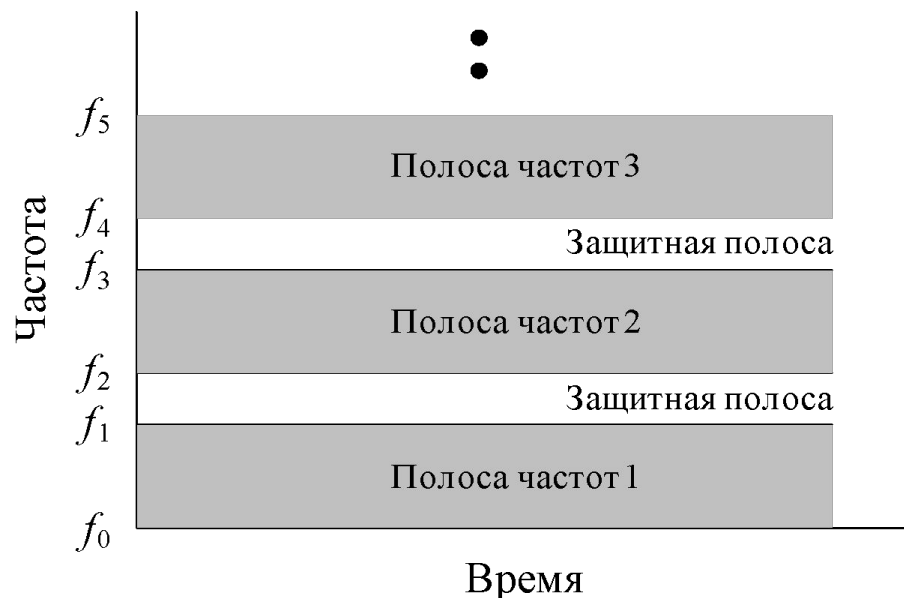 f5
Полоса частот 3
f4
Защитная полоса
f3
Частота
Полоса частот 2
f2
Защитная полоса
f1
Полоса частот 1
f0
Время